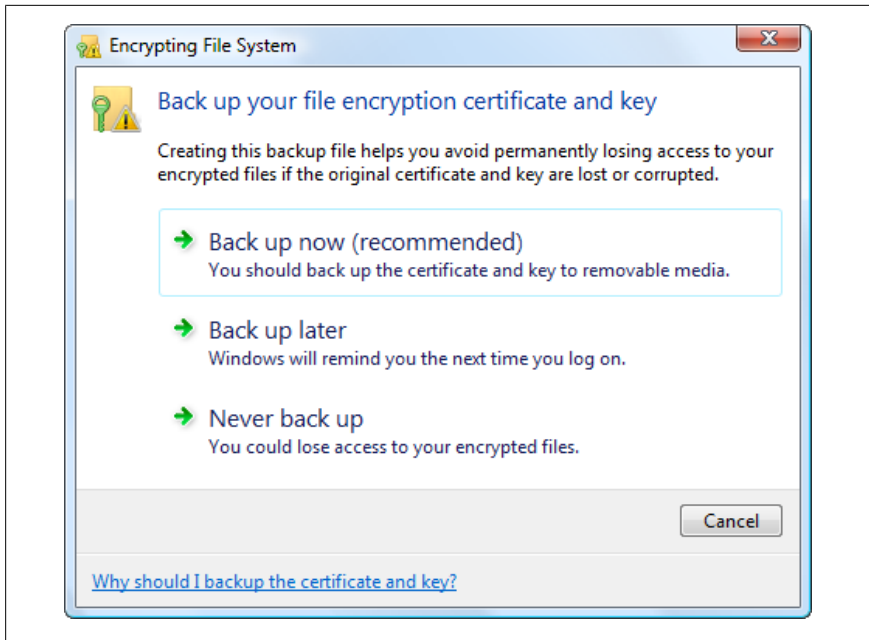 Encrypting File System
Back up your file encryption certificate and key
Creating this backup file helps you avoid permanently losing access to your
encrypted files if the original certificate and key are lost or corrupted.
Back up now (recommended)
You should back up the certificate and key to removable media.
Back up later
Windows will remind you the next time you log on.
Never back up
You could lose access to your encrypted files.
Cancel
Why should I backup the certificate and key?